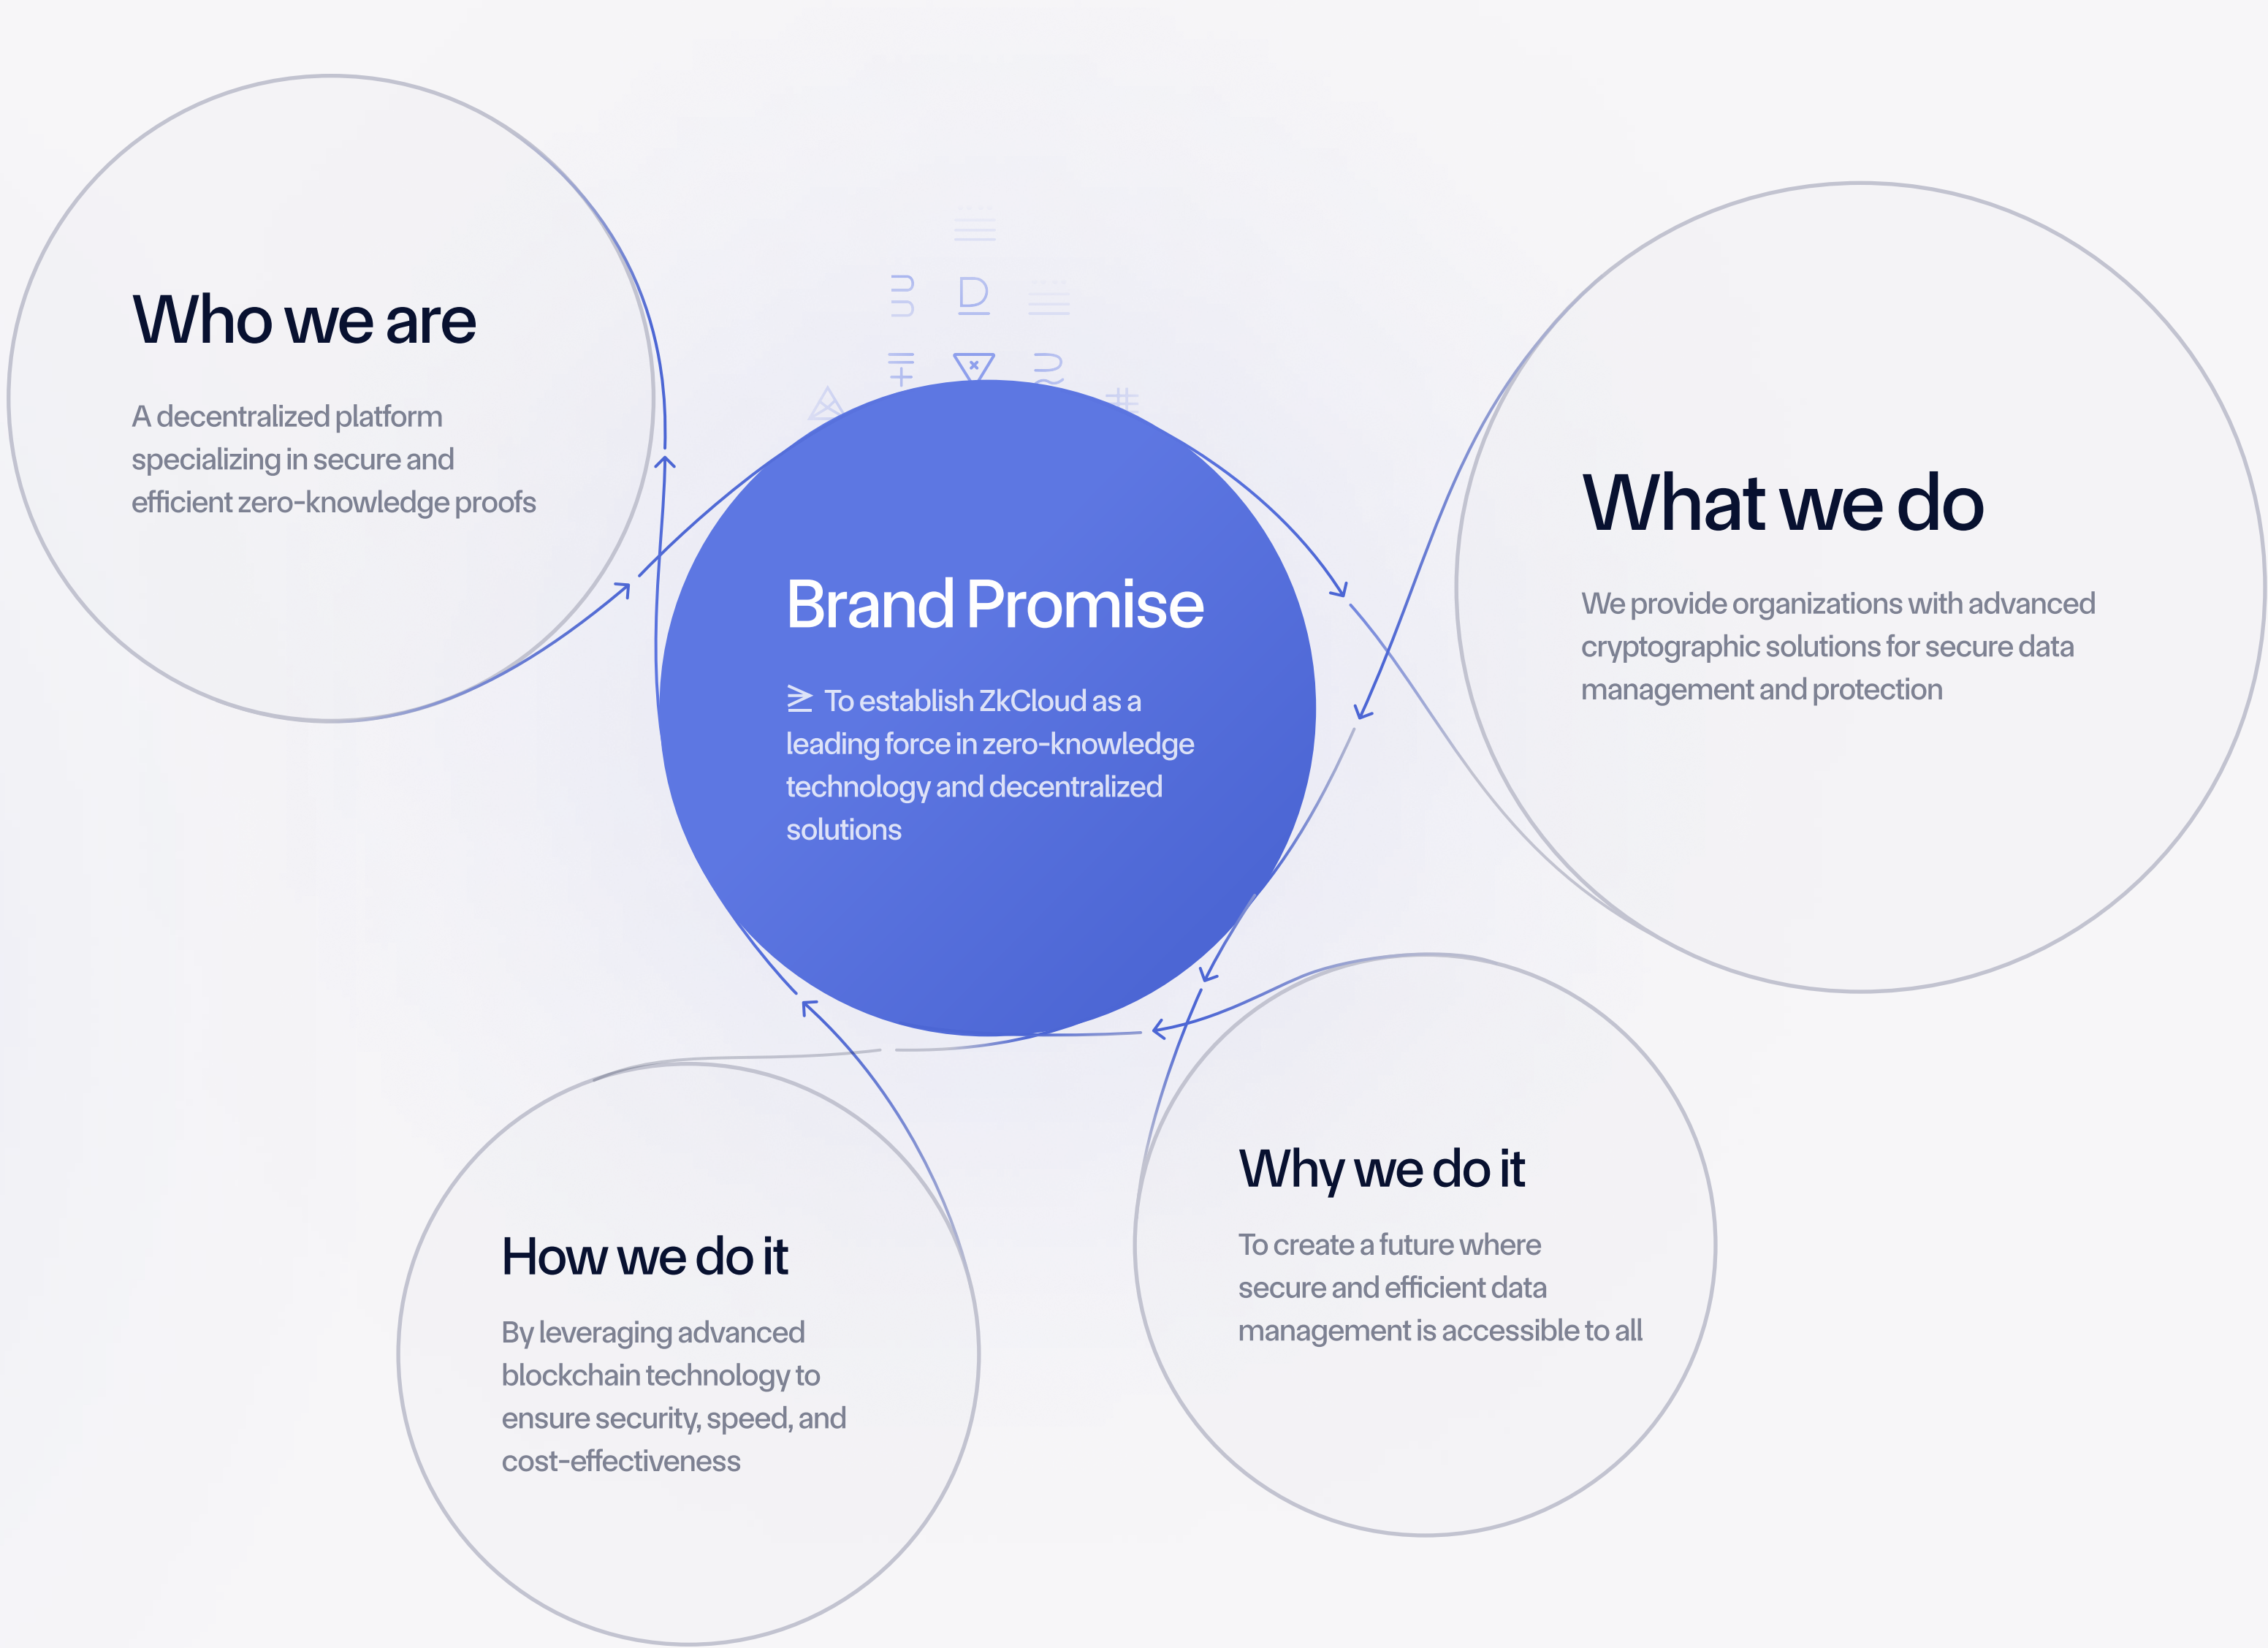 Who we are
A decentralized platform
specializing in secure and
efficient zero-knowledge proofs
Brand Promise
To establish ZkCloud as a
leading force in zero-knowledge
technology and decentralized
solutions
What we do
We provide organizations with advanced
cryptographic solutions for secure data
management and protection
How we do it
By leveraging advanced
blockchain technology to
ensure security, speed, and
cost-effectiveness
Why we do it
To create a future where
secure and efficient data
management is accessible to all